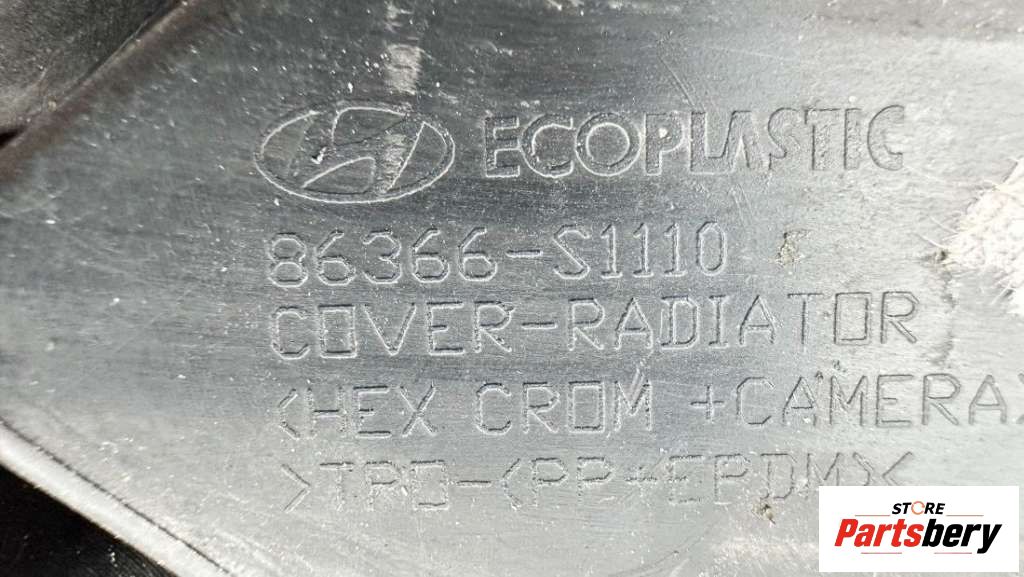 ECOPLASTIC
86366-S1110
COVER-RADIATOR
<HEX CROM +CAMERA>
>TPO-(PP+EPDM)<
STORE
Partsbery